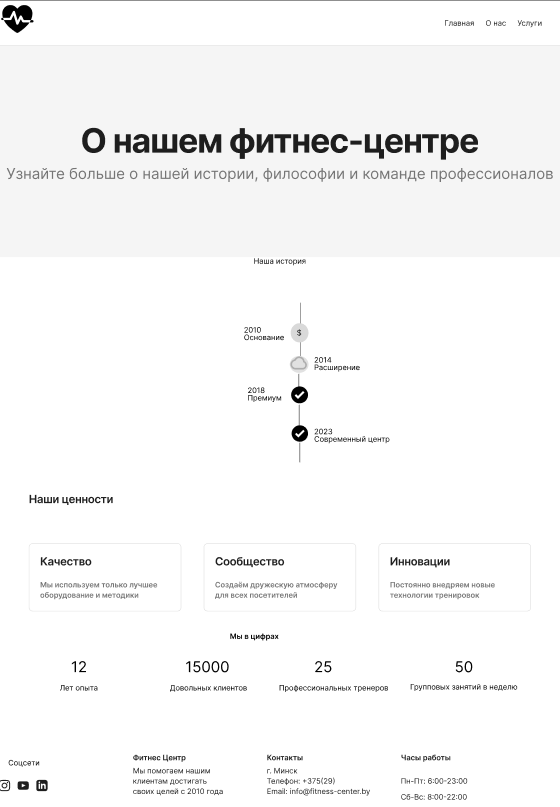 Главная О нас Услуги
О нашем фитнес-центре
Узнайте больше о нашей истории, философии и команде профессионалов
Наша история
2010
Основание
$
2014
Расширение
2018
Премиум
2023
Современный центр
Наши ценности
Качество
Мы используем только лучшее
оборудование и методики
Сообщество
Создаём дружескую атмосферу
для всех посетителей
Инновации
Постоянно внедряем новые
технологии тренировок
Мы в цифрах
12
Лет опыта
15000
Довольных клиентов
25
Профессиональных тренеров
50
Групповых занятий в неделю
Соцсети
in
Фитнес Центр
Мы помогаем нашим
клиентам достигать
своих целей с 2010 года
Контакты
г. Минск
Телефон: +375(29)
Email: info@fitness-center.by
Часы работы
Пн-Пт: 6:00-23:00
Сб-Вс: 8:00-22:00